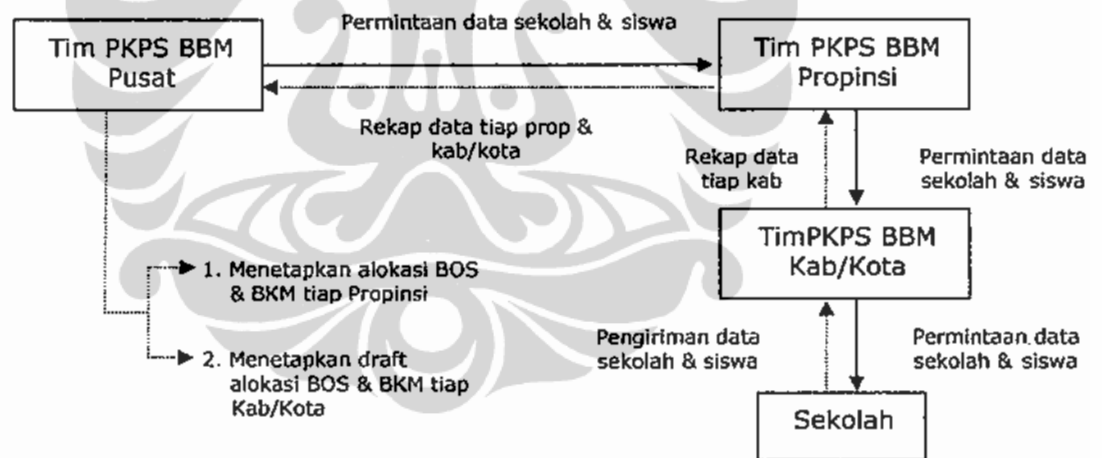 Permintaan data sekolah & siswa
Tim PKPS BBM
Pusat
Tim PKPS BBM
Propinsi
Rekap data tiap prop &
kab/kota
Rekap data
tiap kab
Permintaan data
sekolah & siswa
TimPKPS BBM
Kab/Kota
1. Menetapkan alokasi BOS
& BKM tiap Propinsi
2. Menetapkan draft
alokasi BOS & BKM tiap
Kab/Kota
Pengiriman data
sekolah & siswa
Permintaan data
sekolah & siswa
Sekolah